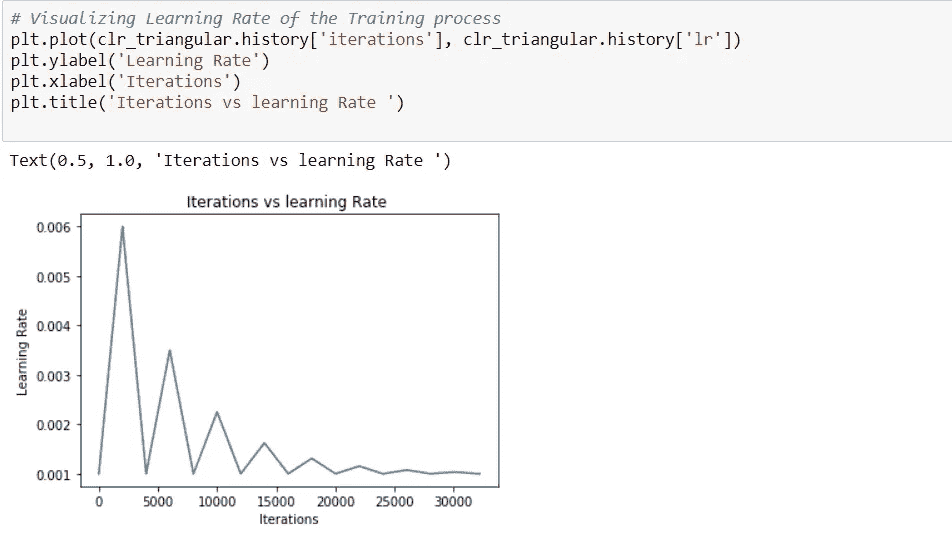 # Visualizing Learning Rate of the Training process
plt.plot(clr_triangular.history['iterations'], clr_triangular.history['lr'])
plt.ylabel('Learning Rate')
plt.xlabel('Iterations')
plt.title('Iterations vs learning Rate ')
Text(0.5, 1.0, 'Iterations vs learning Rate ')
Iterations vs learning Rate
0.006
0.005
0.004
0.003
0.002
0.001
Learning Rate
0 5000 10000 15000 20000 25000 30000
Iterations